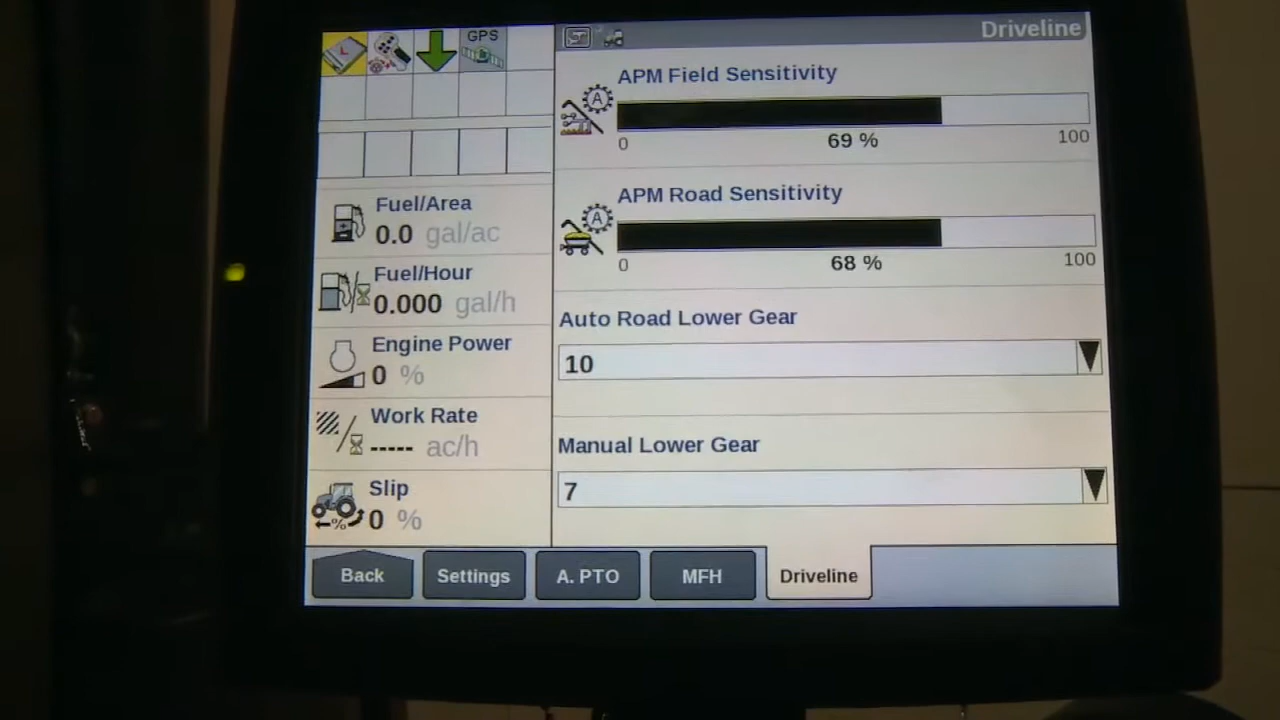 GPS
Driveline
APM Field Sensitivity
0
69 %
100
APM Road Sensitivity
0
68 %
100
Auto Road Lower Gear
10
Manual Lower Gear
7
Fuel/Area
0.0 gal/ac
Fuel/Hour
0.000 gal/h
Engine Power
0 %
Work Rate
----- ac/h
Slip
0 %
Back
Settings
A. PTO
MFH
Driveline